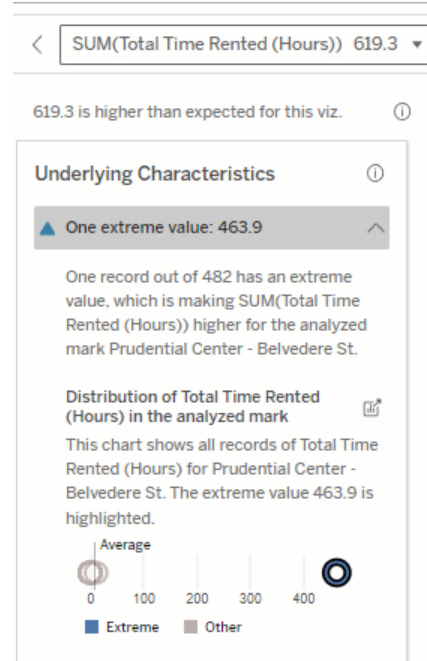 SUM(Total Time Rented (Hours)) 619.3
619.3 is higher than expected for this viz.
Underlying Characteristics
One extreme value: 463.9
One record out of 482 has an extreme
value, which is making SUM(Total Time
Rented (Hours)) higher for the analyzed
mark Prudential Center - Belvedere St.
Distribution of Total Time Rented
(Hours) in the analyzed mark
This chart shows all records of Total Time
Rented (Hours) for Prudential Center -
Belvedere St. The extreme value 463.9 is
highlighted.
Average
0 100 200 300 400
Extreme Other